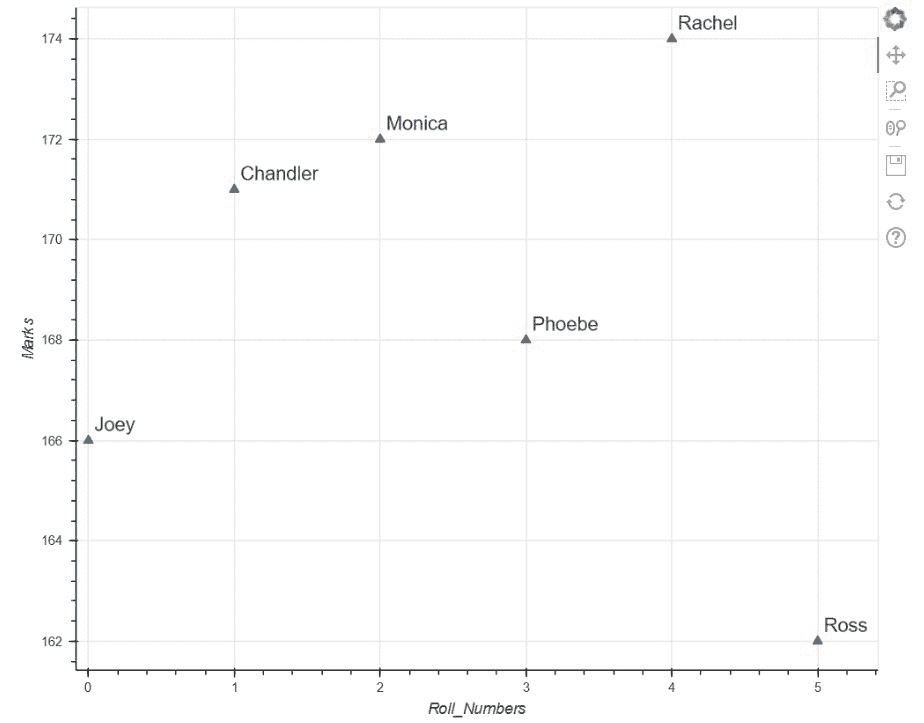 174
Rachel
172
Monica
Chandler
170
Marks
168
Phoebe
Joey
166
164
Ross
162
0 1 2 3 4 5
Roll_Numbers